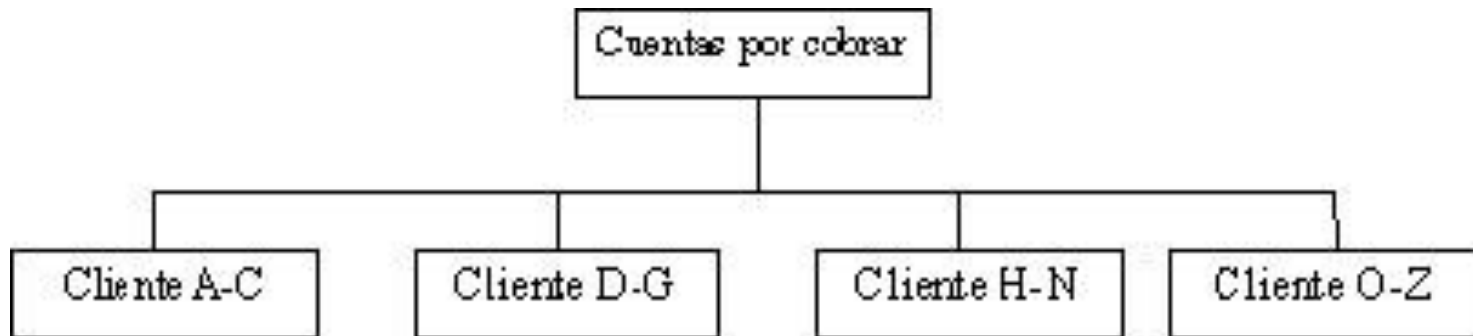 Cuentas por cobrar
Cliente A-C
Cliente D-G
Cliente H-N
Cliente O-Z